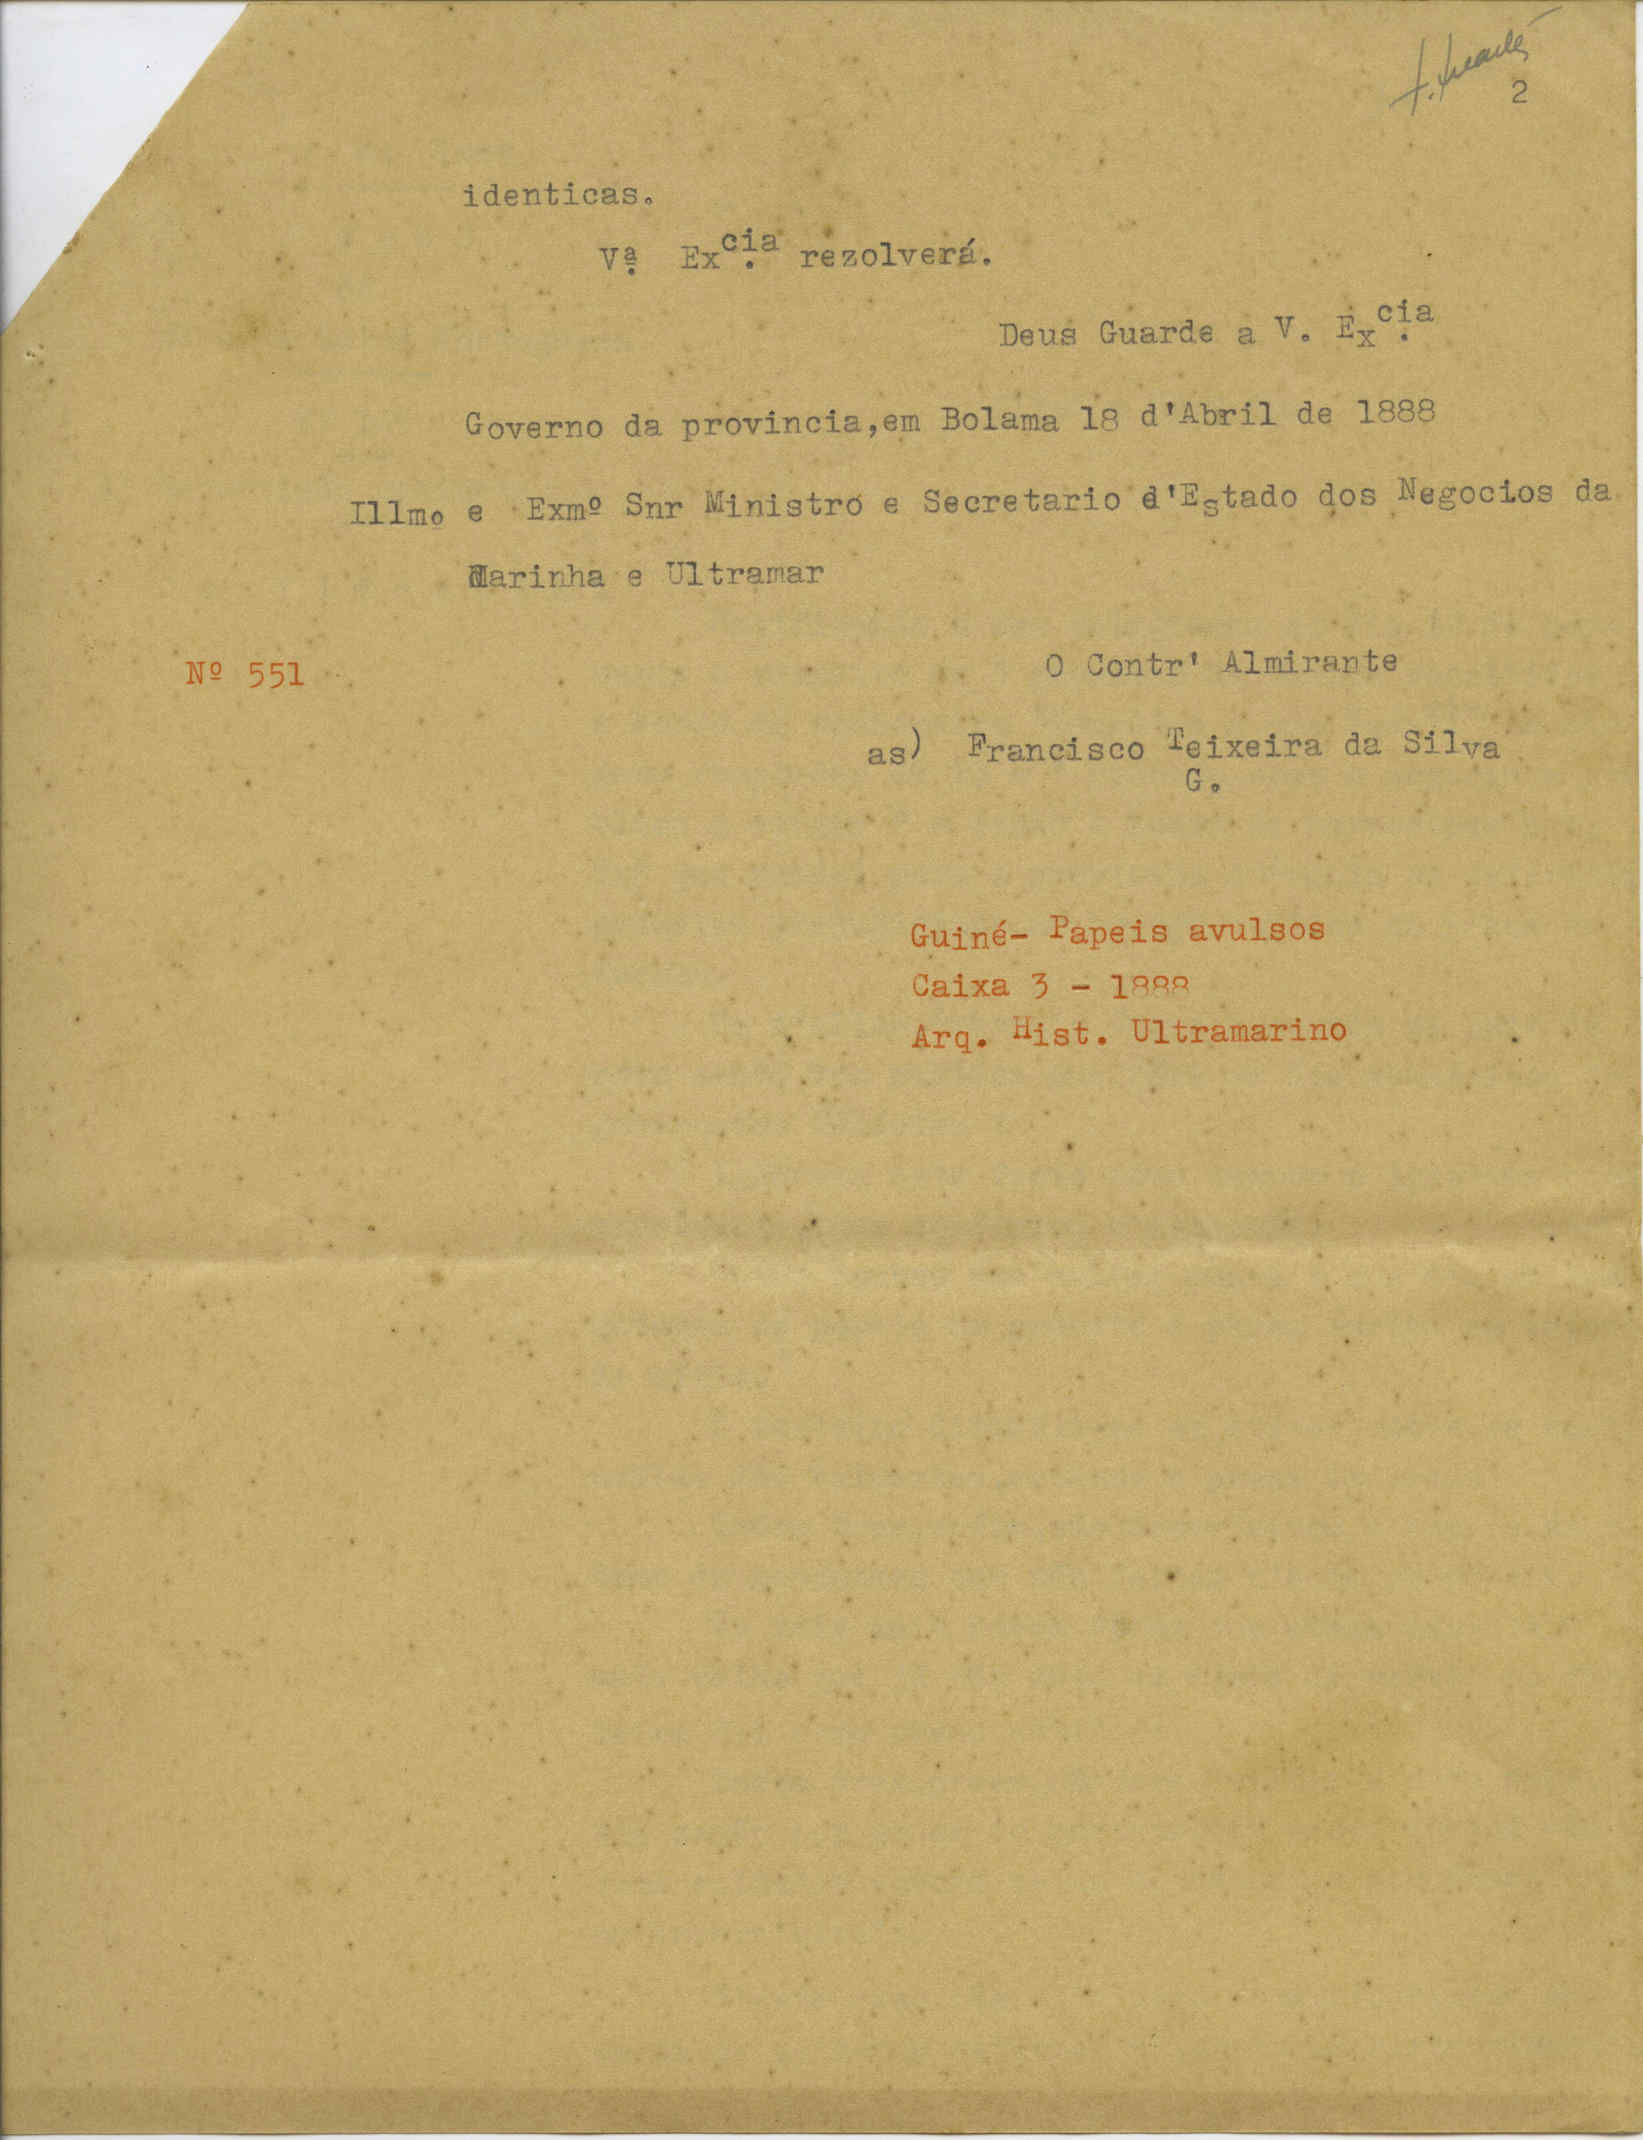 2
identicas.
Vª Excia. rezolverá.
Deus Guarde a V. Excia.
Governo da provincia,em Bolama 18 d'Abril de 1888
Illmo e Exmº Snr Ministro e Secretario d'Estado dos Negocios da
Marinha e Ultramar
Nº 551
O Contr' Almirante
as) Francisco Teixeira da Silva
G.
Guiné- Papeis avulsos
Caixa 3 - 1888
Arq. Hist. Ultramarino